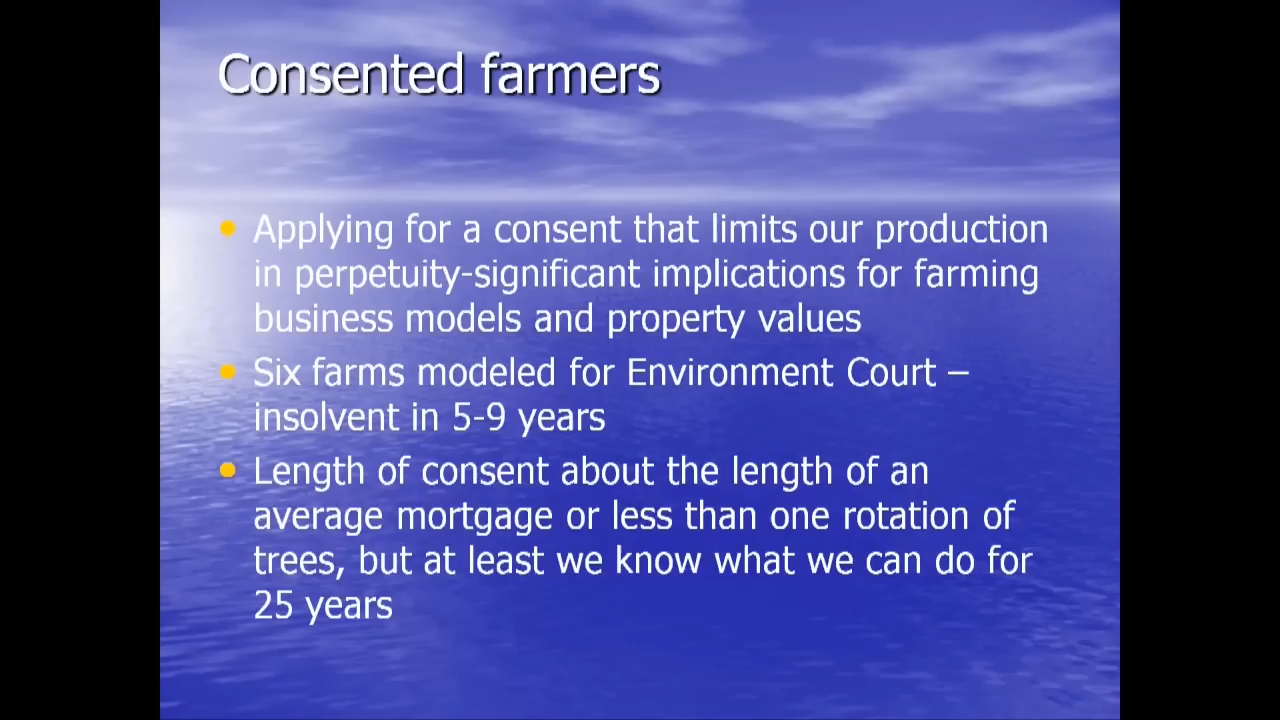 Consented farmers
• Applying for a consent that limits our production
in perpetuity-significant implications for farming
business models and property values
• Six farms modeled for Environment Court –
insolvent in 5-9 years
• Length of consent about the length of an
average mortgage or less than one rotation of
trees, but at least we know what we can do for
25 years